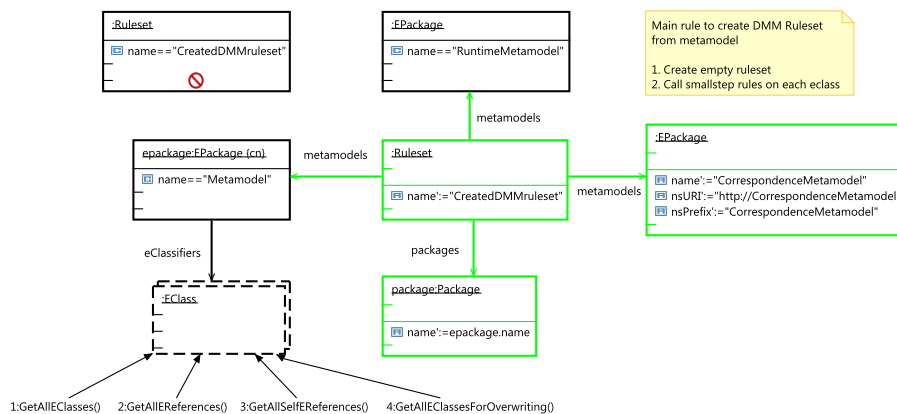 :Ruleset
name=="CreatedDMMruleset"
:EPackage
name=="RuntimeMetamodel"
Main rule to create DMM Ruleset
from metamodel
1. Create empty ruleset
2. Call smallstep rules on each eclass
metamodels
epackage:EPackage {cn}
name=="Metamodel"
metamodels
:Ruleset
name':="CreatedDMMruleset"
metamodels
:EPackage
name':="CorrespondenceMetamodel"
nsURI':="http://CorrespondenceMetamodel
nsPrefix':="CorrespondenceMetamodel"
eClassifiers
packages
:EClass
package:Package
name':=epackage.name
1:GetAllEClasses()
2:GetAllEReferences()
3:GetAllSelfEReferences()
4:GetAllEClassesForOverwriting()